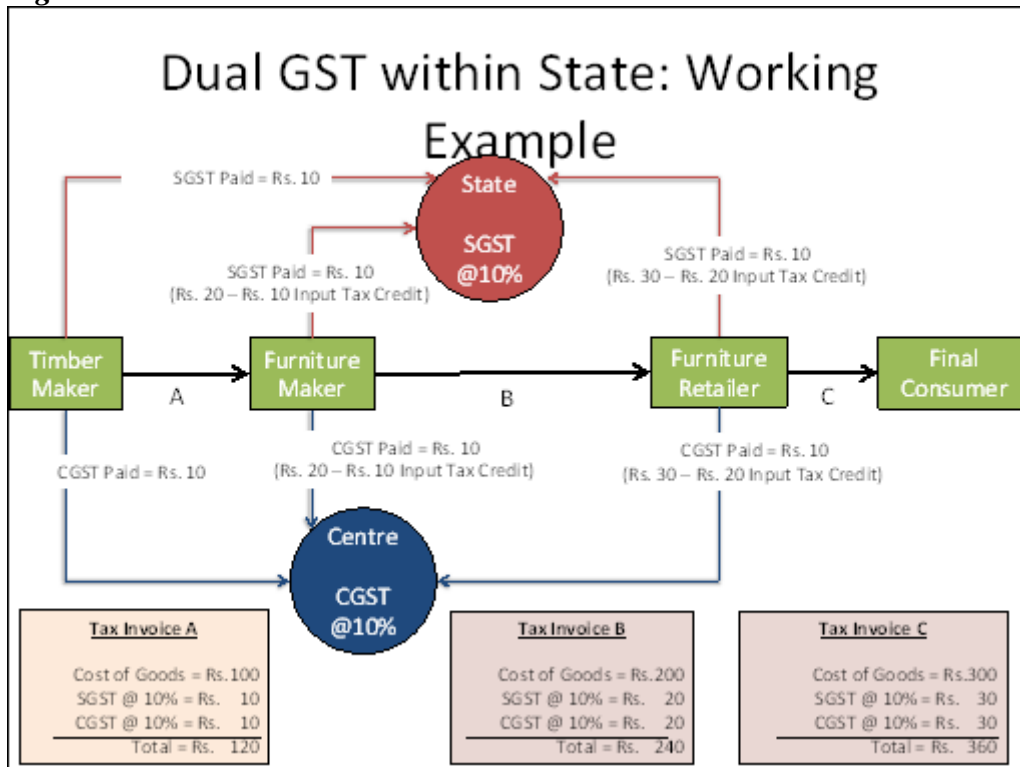 Dual GST within State: Working
Example
SGST Paid = Rs. 10
State
SGST
@10%
SGST Paid = Rs. 10
(Rs. 20 – Rs. 10 Input Tax Credit)
SGST Paid = Rs. 10
(Rs. 30 – Rs. 20 Input Tax Credit)
Timber
Maker
A
Furniture
Maker
B
Furniture
Retailer
C
Final
Consumer
CGST Paid = Rs. 10
CGST Paid = Rs. 10
(Rs. 20 – Rs. 10 Input Tax Credit)
CGST Paid = Rs. 10
(Rs. 30 – Rs. 20 Input Tax Credit)
Centre
CGST
@10%
Tax Invoice A
Cost of Goods = Rs.100
SGST @ 10% = Rs. 10
CGST @ 10% = Rs. 10
Total = Rs. 120
Tax Invoice B
Cost of Goods = Rs.200
SGST @ 10% = Rs. 20
CGST @ 10% = Rs. 20
Total = Rs. 240
Tax Invoice C
Cost of Goods = Rs.300
SGST @ 10% = Rs. 30
CGST @ 10% = Rs. 30
Total = Rs. 360